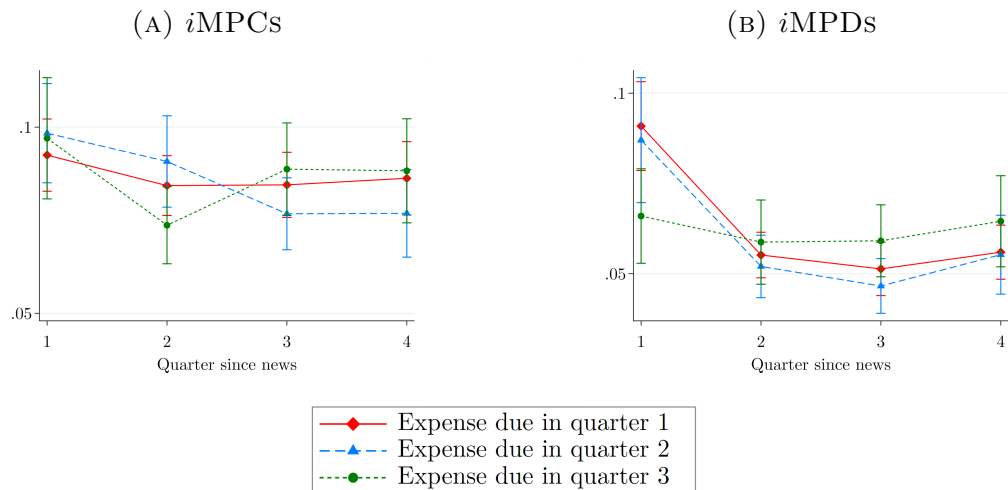 (A) iMPCs
.1
.05
1 2 3 4
Quarter since news
(B) iMPDs
.1
.05
1 2 3 4
Quarter since news
Expense due in quarter 1
Expense due in quarter 2
Expense due in quarter 3